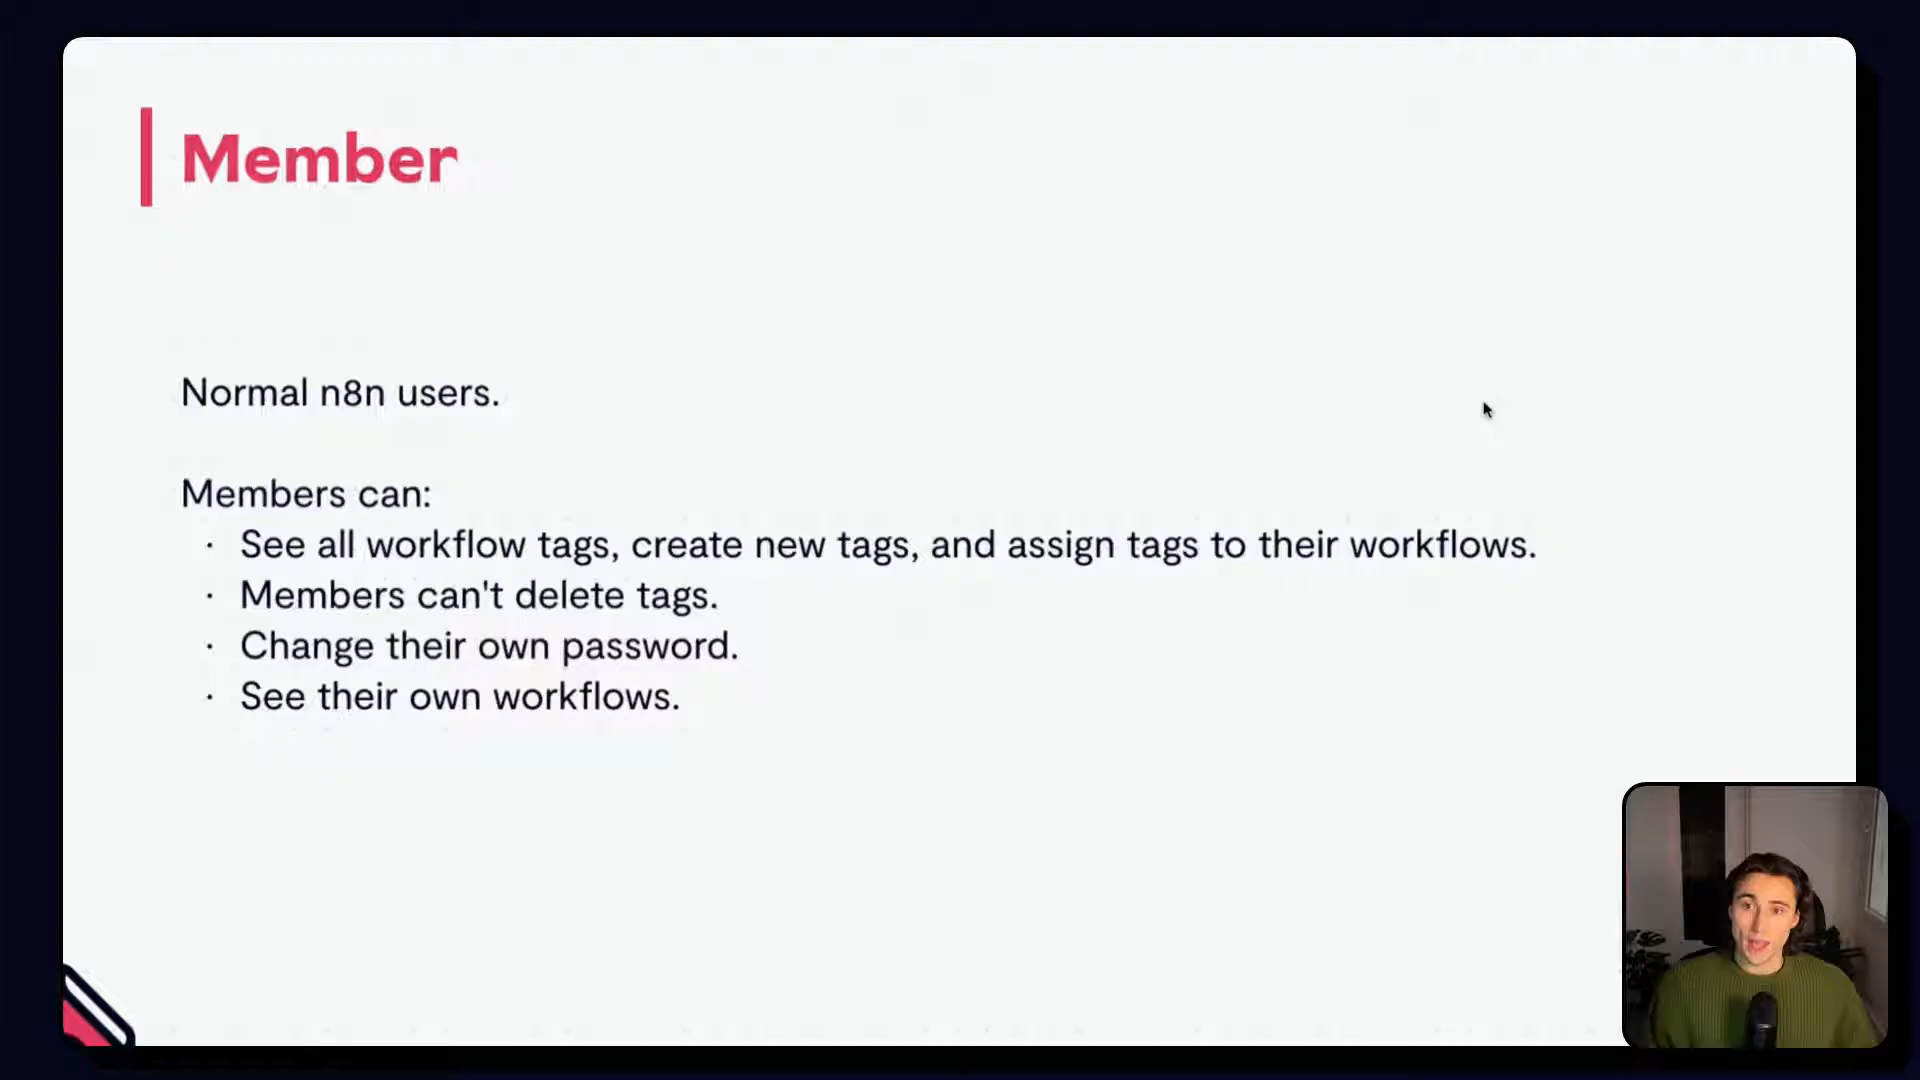 Member
Normal n8n users.
Members can:
· See all workflow tags, create new tags, and assign tags to their workflows.
· Members can't delete tags.
· Change their own password.
· See their own workflows.